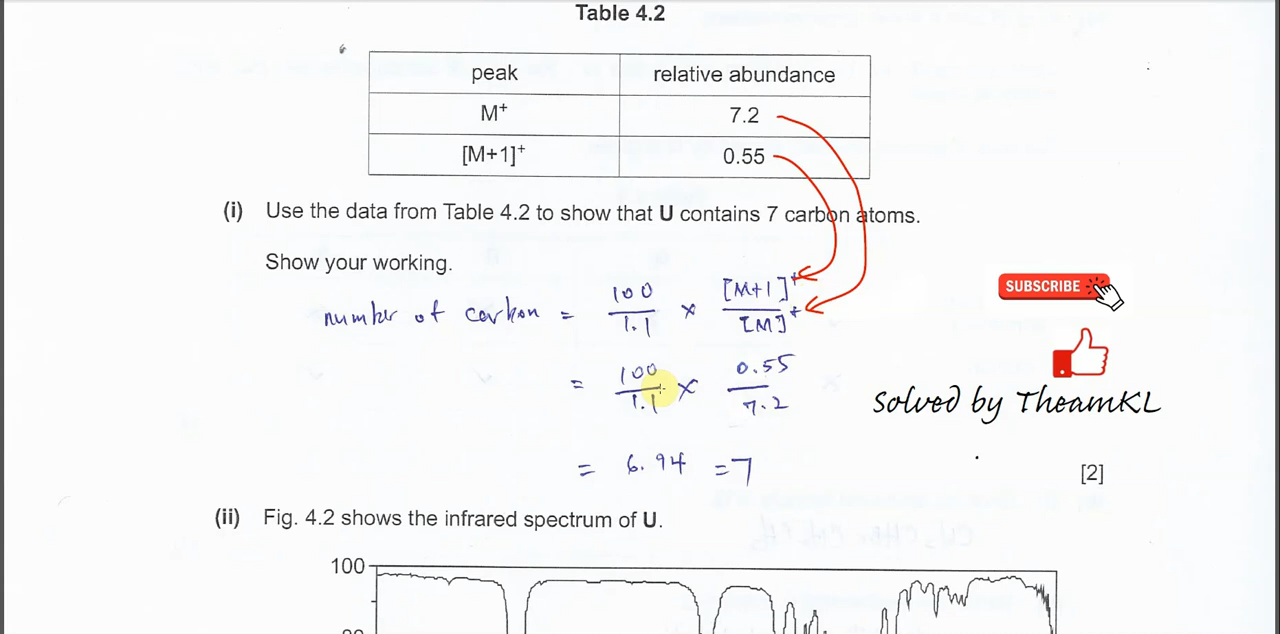 Table 4.2
peak relative abundance
M⁺ 7.2
[M+1]⁺ 0.55
(i) Use the data from Table 4.2 to show that U contains 7 carbon atoms.
Show your working.
number of carbon = 100/1.1 × [M+1]⁺/[M]⁺
= 100/1.1 × 0.55/7.2
= 6.94 = 7
SUBSCRIBE
Solved by TheamKL
[2]
(ii) Fig. 4.2 shows the infrared spectrum of U.
100